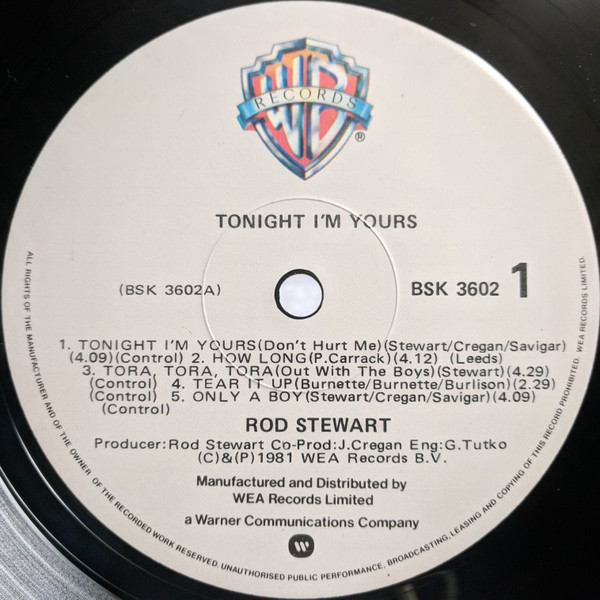 WB
RECORDS
®
TONIGHT I'M YOURS
(BSK 3602A)
BSK 3602 1
1. TONIGHT I'M YOURS(Don't Hurt Me)(Stewart/Cregan/Savigar)
(4.09)(Control) 2. HOW LONG(P.Carrack)(4.12) (Leeds)
3. TORA, TORA, TORA(Out With The Boys)(Stewart)(4.29)
(Control) 4. TEAR IT UP(Burnette/Burnette/Burlison)(2.29)
(Control) 5. ONLY A BOY(Stewart/Cregan/Savigar)(4.09)
(Control)
ROD STEWART
Producer:Rod Stewart Co-Prod:J.Cregan Eng:G.Tutko
(C)&(P)1981 WEA Records B.V.
Manufactured and Distributed by
WEA Records Limited
a Warner Communications Company
ALL RIGHTS OF THE MANUFACTURER AND OF THE OWNER OF THE RECORDED WORK RESERVED. UNAUTHORISED PUBLIC PERFORMANCE, BROADCASTING, LEASING AND COPYING OF THIS RECORD PROHIBITED. WEA RECORDS LIMITED.